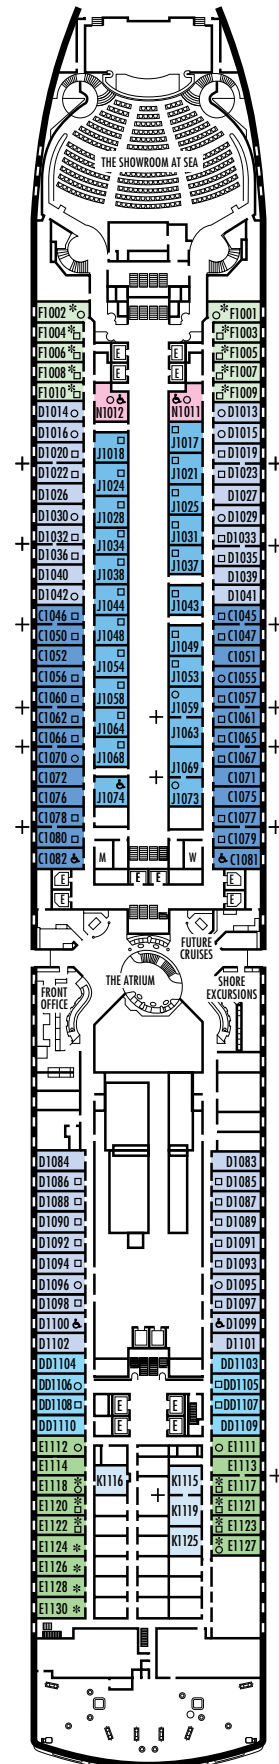 THE SHOWROOM AT SEA
E E
E E
F1002 F1001
F1004 F1003
F1006 F1005
F1008 F1007
F1010 F1009
N1012 N1011
D1014 D1013
D1016 D1015
D1020 D1019
D1022 D1023
D1026 D1027
D1030 D1029
D1032 D1033
D1036 D1035
D1040 D1039
D1042 D1041
J1018 J1017
J1024 J1021
J1028 J1025
J1034 J1031
J1038 J1037
J1044 J1043
J1048 J1049
J1054 J1053
J1058 J1059
J1064 J1063
J1068 J1069
J1074 J1073
C1046 C1045
C1050 C1047
C1052 C1051
C1056 C1055
C1060 C1057
C1062 C1061
C1066 C1065
C1070 C1067
C1072 C1071
C1076 C1075
C1078 C1077
C1080 C1079
C1082 C1081
M W
E E E E
E E
FUTURE
CRUISES
THE ATRIUM
FRONT
OFFICE
SHORE
EXCURSIONS
D1084 D1083
D1086 D1085
D1088 D1087
D1090 D1089
D1092 D1091
D1094 D1093
D1096 D1095
D1098 D1097
D1100 D1099
D1102 D1101
DD1104 DD1103
DD1106 DD1105
DD1108 DD1107
DD1110 DD1109
E E
E E
E1112 E1111
E1114 E1113
E1118 E1117
E1120 E1121
E1122 E1123
E1124 E1127
E1126
E1128
E1130
K1116 K1115
K1119
K1125